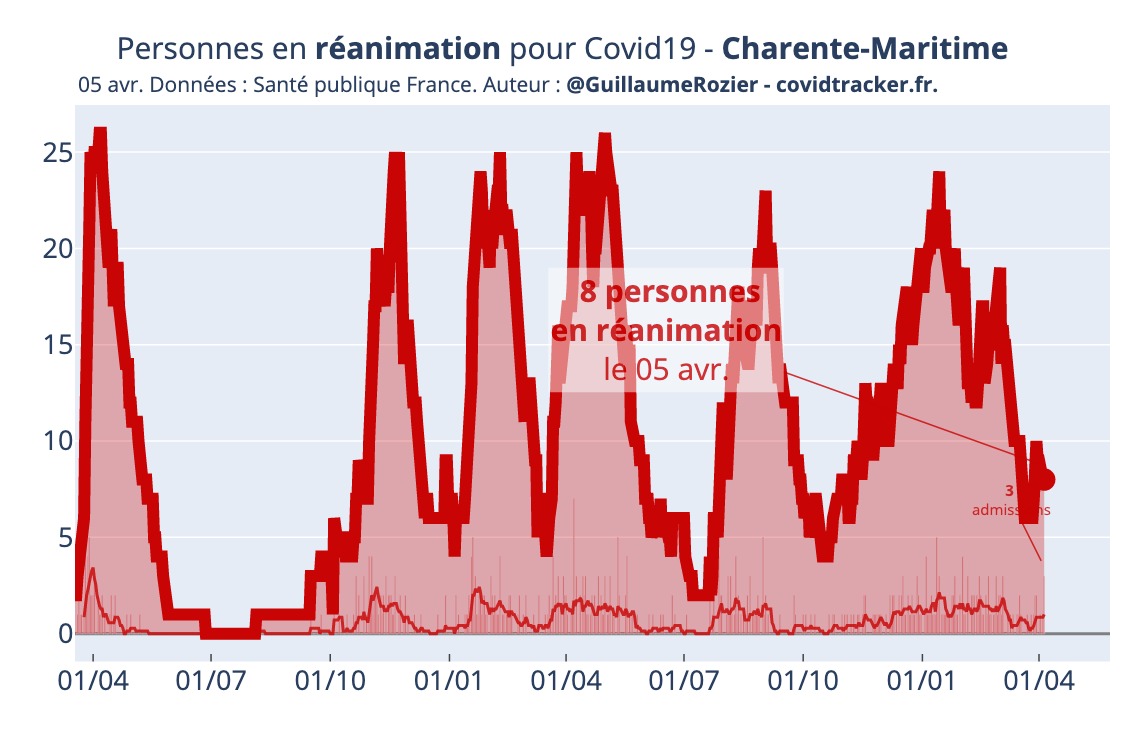 Personnes en réanimation pour Covid19 - Charente-Maritime
05 avr. Données : Santé publique France. Auteur : @GuillaumeRozier - covidtracker.fr.
25
20
15
10
5
0
8 personnes
en réanimation
le 05 avr.
3
admissions
01/04 01/07 01/10 01/01 01/04 01/07 01/10 01/01 01/04